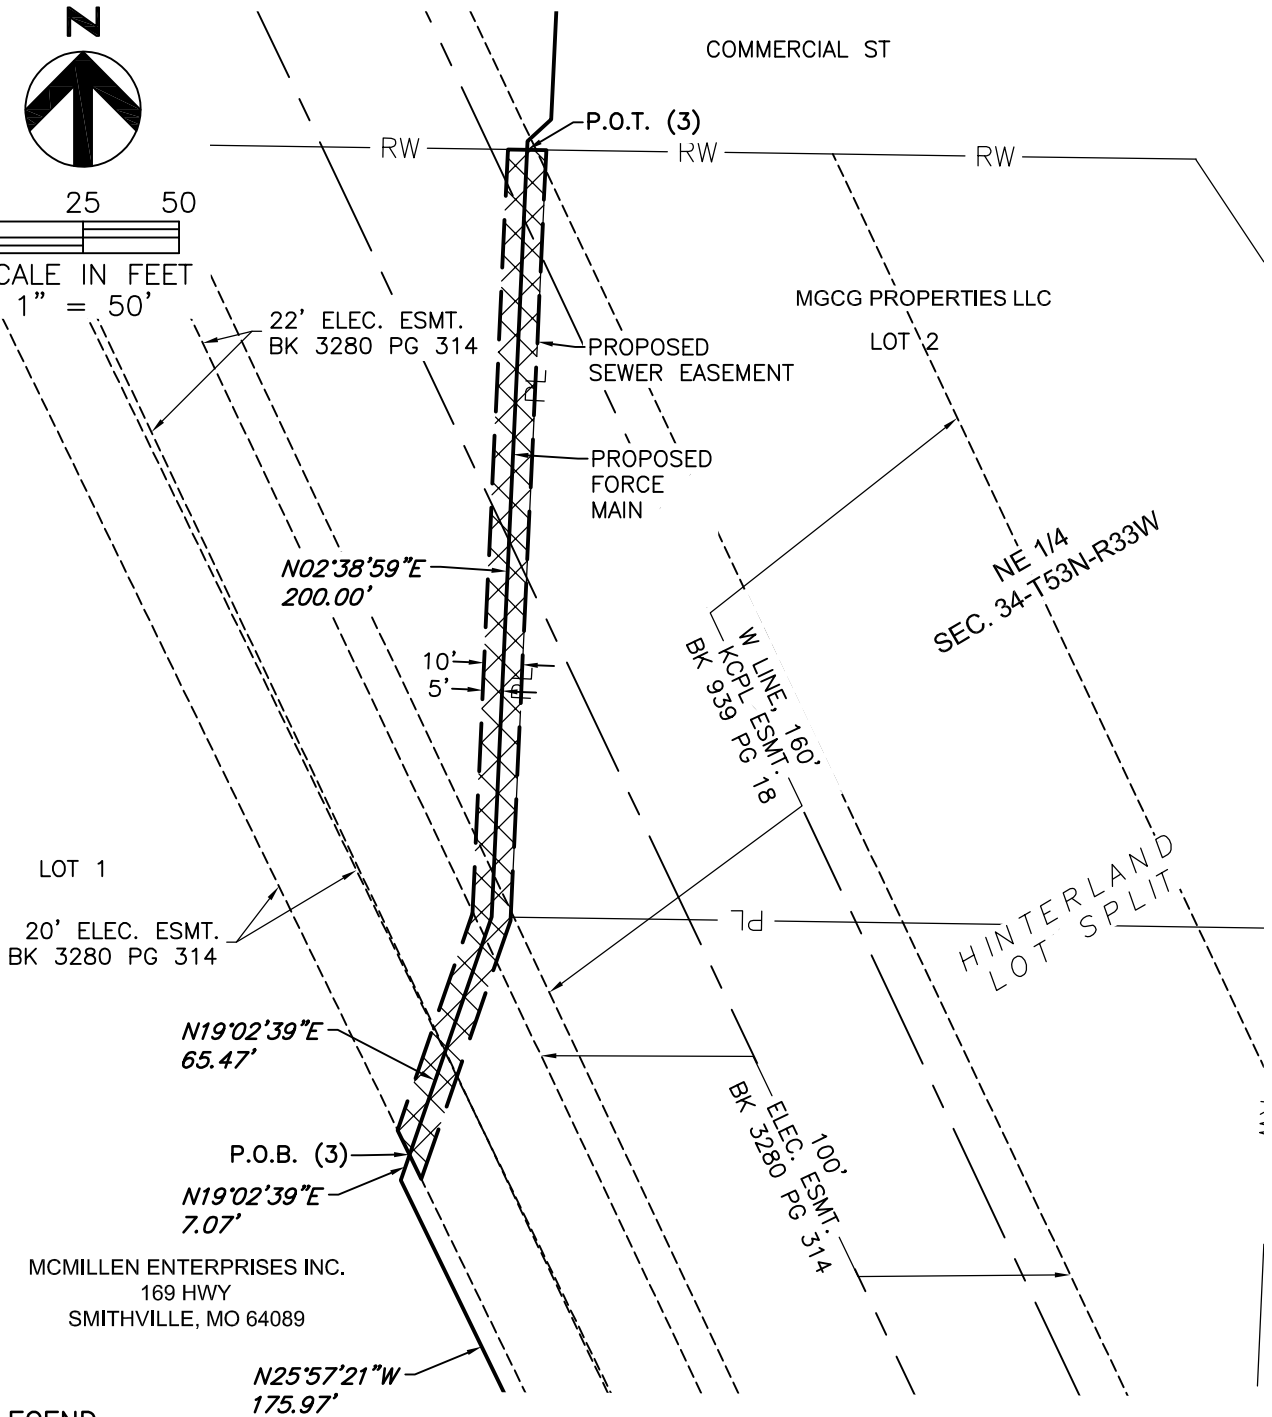 N
COMMERCIAL ST
P.O.T. (3)
RW
RW
RW
25 50
CALE IN FEET
1" = 50'
MGCG PROPERTIES LLC
LOT 2
22' ELEC. ESMT.
BK 3280 PG 314
PROPOSED
SEWER EASEMENT
PL
PROPOSED
FORCE
MAIN
NE 1/4
SEC. 34-T53N-R33W
N02°38'59"E
200.00'
10'
5'
PL
W LINE, 160'
KCPL ESMT.
BK 939 PG 18
LOT 1
20' ELEC. ESMT.
BK 3280 PG 314
PL
HINTERLAND
LOT SPLIT
N19°02'39"E
65.47'
100'
ELEC. ESMT.
BK 3280 PG 314
P.O.B. (3)
N19°02'39"E
7.07'
MCMILLEN ENTERPRISES INC.
169 HWY
SMITHVILLE, MO 64089
N25°57'21"W
175.97'
EGEND